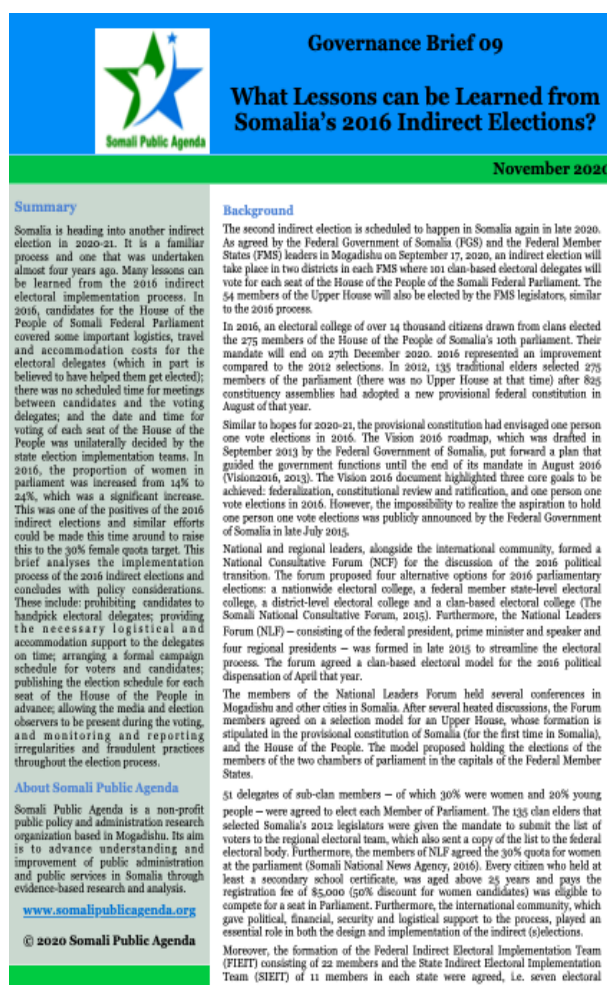 Governance Brief 09
What Lessons can be Learned from
Somalia's 2016 Indirect Elections?
Somali Public Agenda
November 2020
Summary
Somalia is heading into another indirect
election in 2020-21. It is a familiar
process and one that was undertaken
almost four years ago. Many lessons can
be learned from the 2016 indirect
electoral implementation process. In
2016, candidates for the House of the
People of Somali Federal Parliament
covered some important logistics, travel
and accommodation costs for the
electoral delegates (which in part is
believed to have helped them get elected);
there was no scheduled time for meetings
between candidates and the voting
delegates; and the date and time for
voting of each seat of the House of the
People was unilaterally decided by the
state election implementation teams. In
2016, the proportion of women in
parliament was increased from 14% to
24%, which was a significant increase.
This was one of the positives of the 2016
indirect elections and similar efforts
could be made this time around to raise
this to the 30% female quota target. This
brief analyses the implementation
process of the 2016 indirect elections and
concludes with policy considerations.
These include: prohibiting candidates to
handpick electoral delegates; providing
the necessary logistical and
accommodation support to the delegates
on time; arranging a formal campaign
schedule for voters and candidates;
publishing the election schedule for each
seat of the House of the People in
advance; allowing the media and election
observers to be present during the voting,
and monitoring and reporting
irregularities and fraudulent practices
throughout the election process.
About Somali Public Agenda
Somali Public Agenda is a non-profit
public policy and administration research
organization based in Mogadishu. Its aim
is to advance understanding and
improvement of public administration
and public services in Somalia through
evidence-based research and analysis.
www.somalipublicagenda.org
© 2020 Somali Public Agenda
Background
The second indirect election is scheduled to happen in Somalia again in late 2020.
As agreed by the Federal Government of Somalia (FGS) and the Federal Member
States (FMS) leaders in Mogadishu on September 17, 2020, an indirect election will
take place in two districts in each FMS where 101 clan-based electoral delegates will
vote for each seat of the House of the People of the Somali Federal Parliament. The
54 members of the Upper House will also be elected by the FMS legislators, similar
to the 2016 process.
In 2016, an electoral college of over 14 thousand citizens drawn from clans elected
the 275 members of the House of the People of Somalia's 10th parliament. Their
mandate will end on 27th December 2020. 2016 represented an improvement
compared to the 2012 selections. In 2012, 135 traditional elders selected 275
members of the parliament (there was no Upper House at that time) after 825
constituency assemblies had adopted a new provisional federal constitution in
August of that year.
Similar to hopes for 2020-21, the provisional constitution had envisaged one person
one vote elections in 2016. The Vision 2016 roadmap, which was drafted in
September 2013 by the Federal Government of Somalia, put forward a plan that
guided the government functions until the end of its mandate in August 2016
(Vision2016, 2013). The Vision 2016 document highlighted three core goals to be
achieved: federalization, constitutional review and ratification, and one person one
vote elections in 2016. However, the impossibility to realize the aspiration to hold
one person one vote elections was publicly announced by the Federal Government
of Somalia in late July 2015.
National and regional leaders, alongside the international community, formed a
National Consultative Forum (NCF) for the discussion of the 2016 political
transition. The forum proposed four alternative options for 2016 parliamentary
elections: a nationwide electoral college, a federal member state-level electoral
college, a district-level electoral college and a clan-based electoral college (The
Somali National Consultative Forum, 2015). Furthermore, the National Leaders
Forum (NLF) – consisting of the federal president, prime minister and speaker and
four regional presidents – was formed in late 2015 to streamline the electoral
process. The forum agreed a clan-based electoral model for the 2016 political
dispensation of April that year.
The members of the National Leaders Forum held several conferences in
Mogadishu and other cities in Somalia. After several heated discussions, the Forum
members agreed on a selection model for an Upper House, whose formation is
stipulated in the provisional constitution of Somalia (for the first time in Somalia),
and the House of the People. The model proposed holding the elections of the
members of the two chambers of parliament in the capitals of the Federal Member
States.
51 delegates of sub-clan members – of which 30% were women and 20% young
people – were agreed to elect each Member of Parliament. The 135 clan elders that
selected Somalia's 2012 legislators were given the mandate to submit the list of
voters to the regional electoral team, which also sent a copy of the list to the federal
electoral body. Furthermore, the members of NLF agreed the 30% quota for women
at the parliament (Somali National News Agency, 2016). Every citizen who held at
least a secondary school certificate, was aged above 25 years and pays the
registration fee of $5,000 (50% discount for women candidates) was eligible to
compete for a seat in Parliament. Furthermore, the international community, which
gave political, financial, security and logistical support to the process, played an
essential role in both the design and implementation of the indirect (s)elections.
Moreover, the formation of the Federal Indirect Electoral Implementation Team
(FIEIT) consisting of 22 members and the State Indirect Electoral Implementation
Team (SIEIT) of 11 members in each state were agreed, i.e. seven electoral